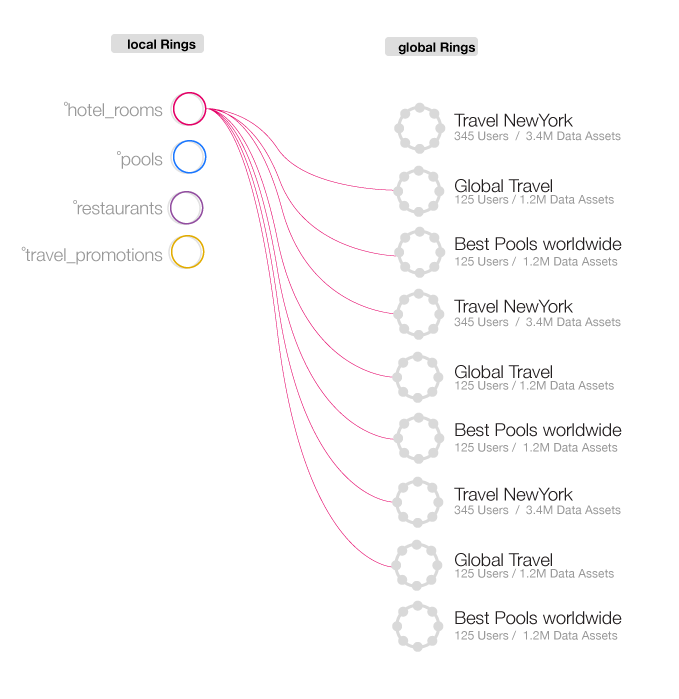 local Rings
global Rings
°hotel_rooms
°pools
°restaurants
°travel_promotions
Travel NewYork
345 Users / 3.4M Data Assets
Global Travel
125 Users / 1.2M Data Assets
Best Pools worldwide
125 Users / 1.2M Data Assets
Travel NewYork
345 Users / 3.4M Data Assets
Global Travel
125 Users / 1.2M Data Assets
Best Pools worldwide
125 Users / 1.2M Data Assets
Travel NewYork
345 Users / 3.4M Data Assets
Global Travel
125 Users / 1.2M Data Assets
Best Pools worldwide
125 Users / 1.2M Data Assets